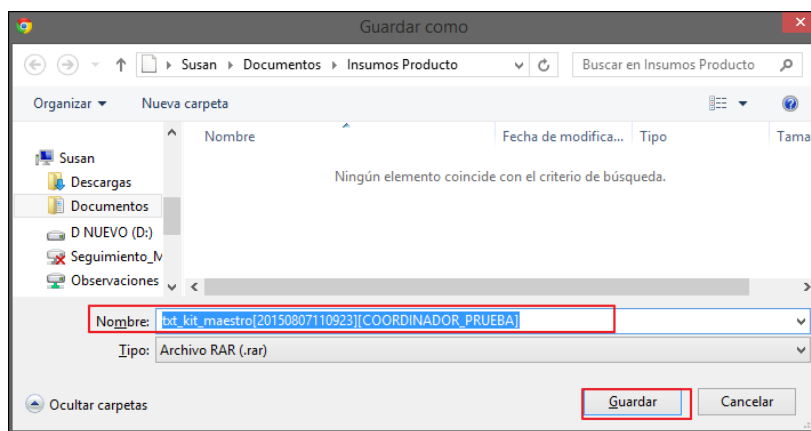 Guardar como
Susan Documentos Insumos Producto Buscar en Insumos Producto
Organizar Nueva carpeta
Nombre Fecha de modifica... Tipo Tama
Ningún elemento coincide con el criterio de búsqueda.
Susan
Descargas
Documentos
D NUEVO (D:)
Seguimiento_M
Observaciones
Nombre: txt_kit_maestro[20150807110923][COORDINADOR_PRUEBA]
Tipo: Archivo RAR (.rar)
Ocultar carpetas Guardar Cancelar